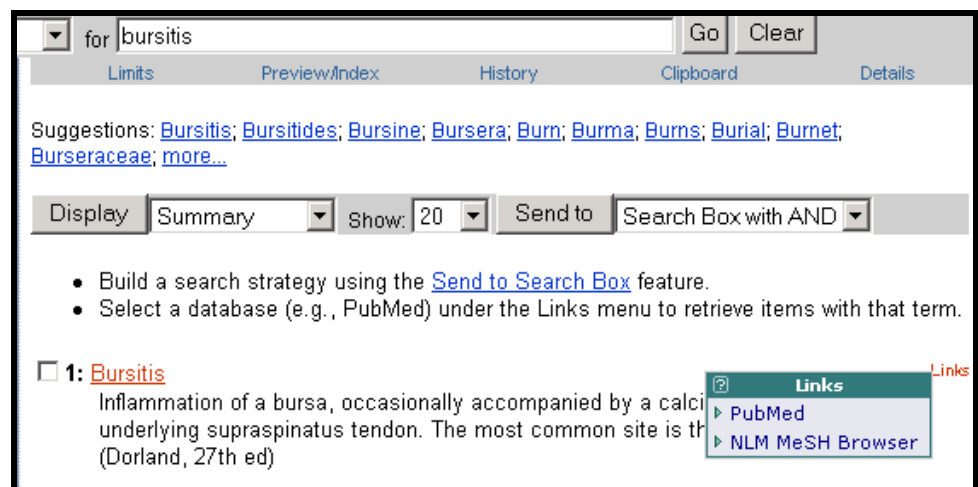 for bursitis Go Clear
Limits Preview/Index History Clipboard Details
Suggestions: Bursitis; Bursitides; Bursine; Bursera; Burn; Burma; Burns; Burial; Burnet;
Burseraceae; more...
Display Summary Show: 20 Send to Search Box with AND
• Build a search strategy using the Send to Search Box feature.
• Select a database (e.g., PubMed) under the Links menu to retrieve items with that term.
1: Bursitis Links
Inflammation of a bursa, occasionally accompanied by a
underlying supraspinatus tendon. The most common site is
(Dorland, 27th ed)
? Links
PubMed
NLM MeSH Browser